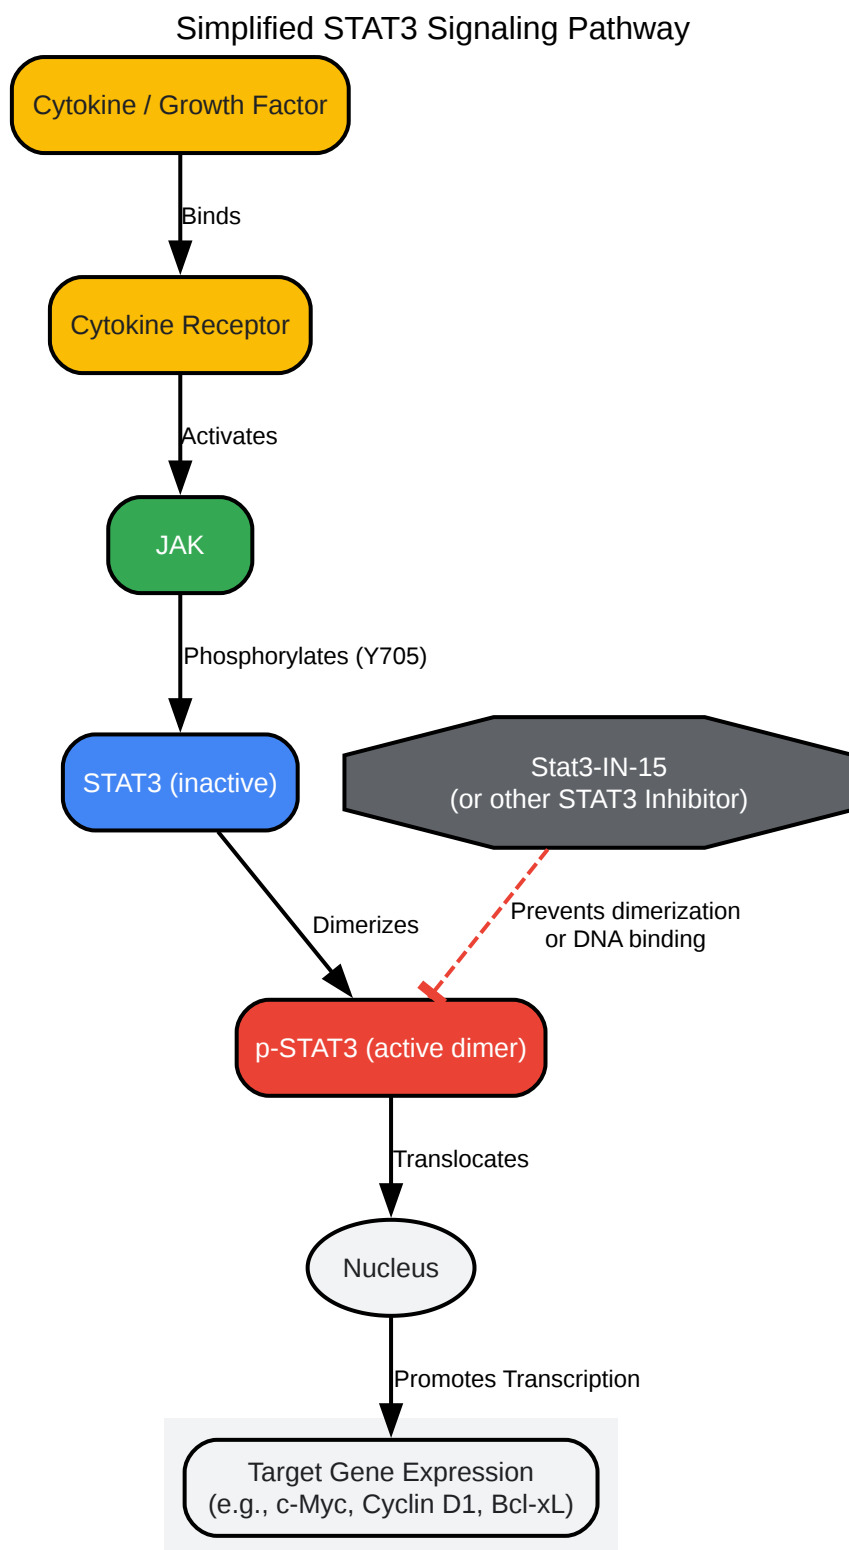 Simplified STAT3 Signaling Pathway
Cytokine / Growth Factor
Binds
Cytokine Receptor
Activates
JAK
Phosphorylates (Y705)
STAT3 (inactive)
Stat3-IN-15
(or other STAT3 Inhibitor)
Dimerizes
Prevents dimerization
or DNA binding
p-STAT3 (active dimer)
Translocates
Nucleus
Promotes Transcription
Target Gene Expression
(e.g., c-Myc, Cyclin D1, Bcl-xL)